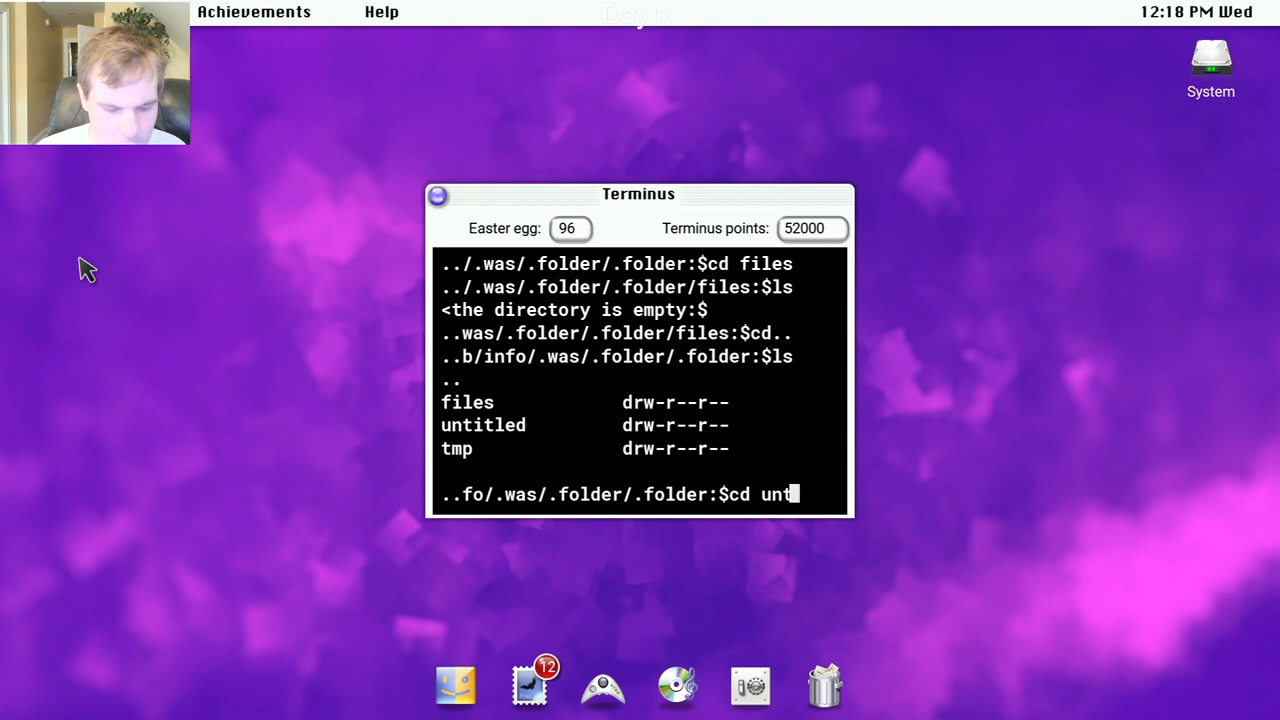 Achievements Help Day 6 12:18 PM Wed
System
Terminus
Easter egg: 96 Terminus points: 52000
../.was/.folder/.folder:$cd files
../.was/.folder/.folder/files:$ls
<the directory is empty:$
..was/.folder/.folder/files:$cd..
..b/info/.was/.folder/.folder:$ls
..
files drw-r--r--
untitled drw-r--r--
tmp drw-r--r--
..fo/.was/.folder/.folder:$cd unt
12